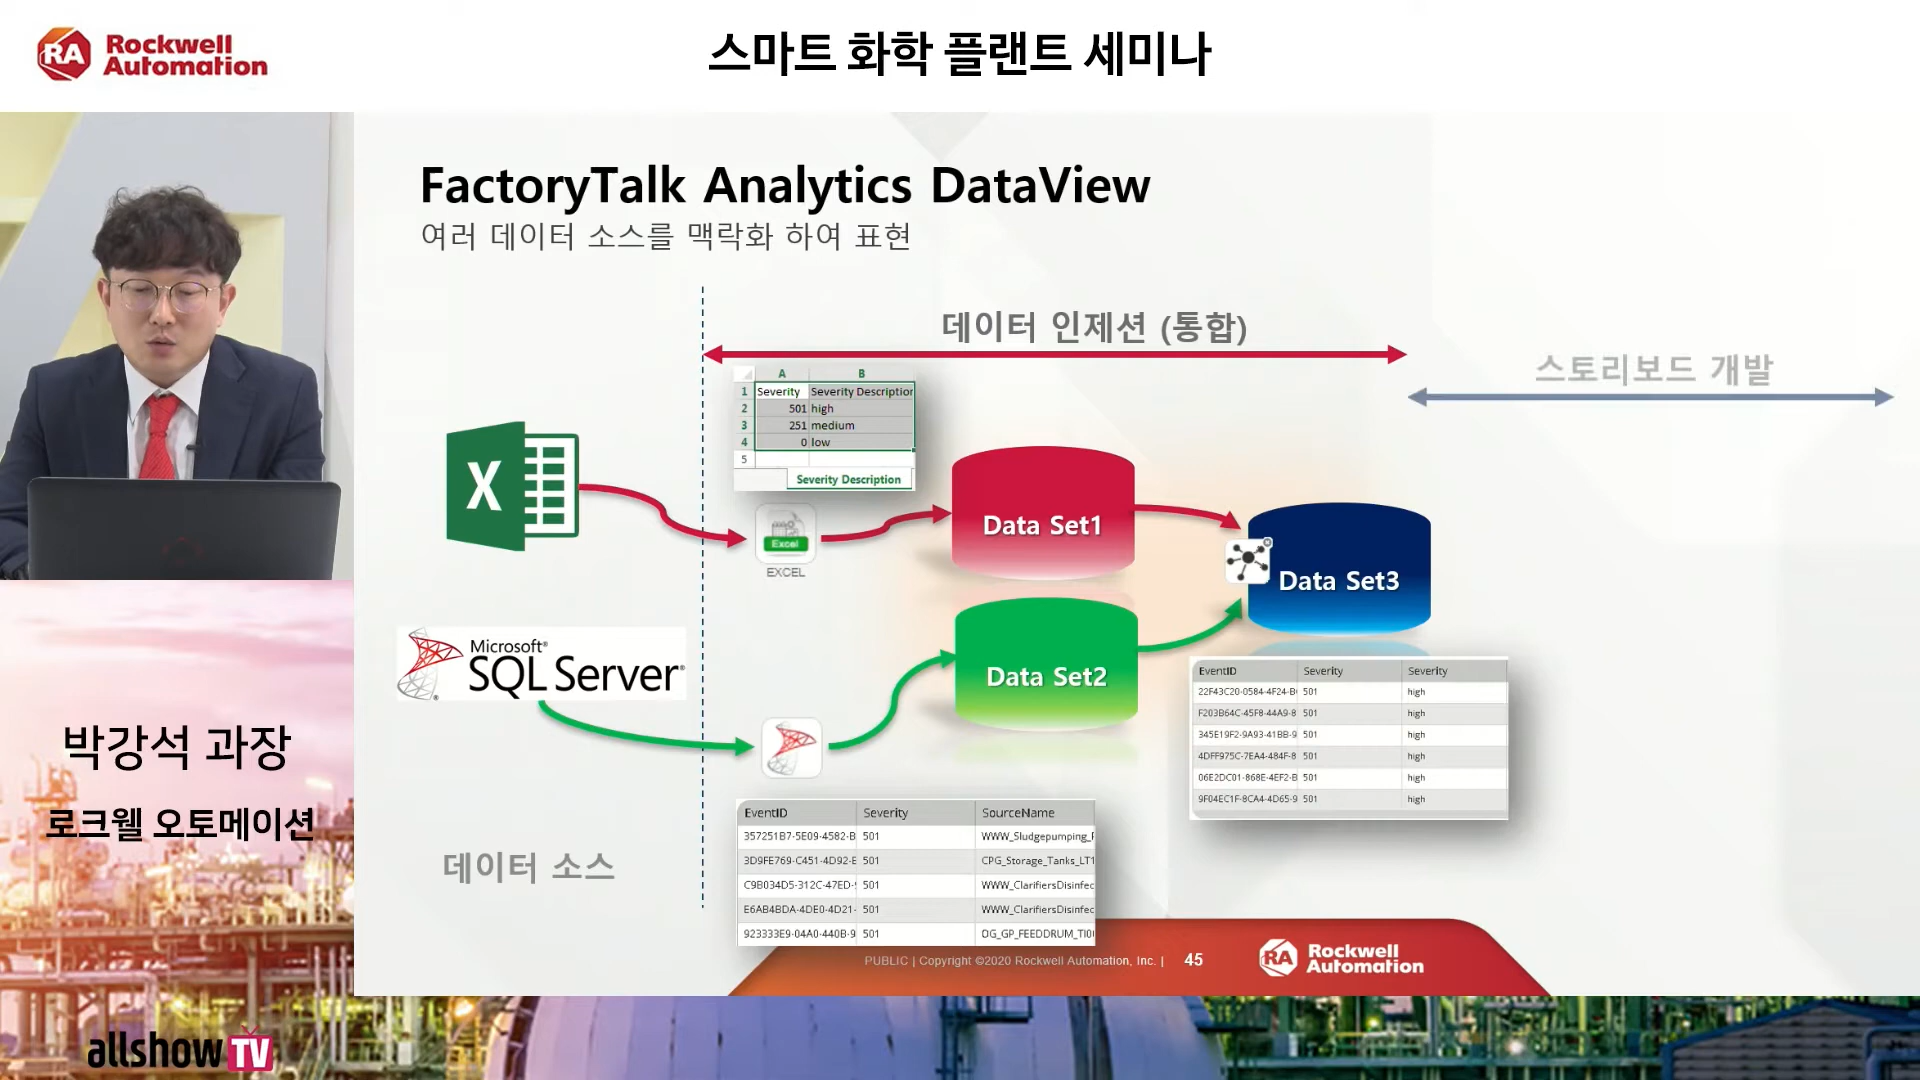 Rockwell
Automation
스마트 화학 플랜트 세미나
FactoryTalk Analytics DataView
여러 데이터 소스를 맥락화 하여 표현
데이터 인제션 (통합)
스토리보드 개발
A B
1 Severity Severity Description
2 501 high
3 251 medium
4 0 low
5
Severity Description
Excel
EXCEL
Data Set1
Data Set2
Data Set3
Microsoft®
SQL Server®
EventID Severity Severity
22F43C20-0584-4F24-B 501 high
F203B64C-45F8-44A9-8 501 high
345E19F2-9A93-41BB-9 501 high
4DFF975C-7EA4-484F-8 501 high
06E2DC01-868E-4EF2-B 501 high
9F04EC1F-8CA4-4D65-9 501 high
EventID Severity SourceName
357251B7-5E09-4582-B 501 WWW_Sludgepumping_
3D9FE769-C451-4D92-E 501 CPG_Storage_Tanks_LT1
C9B034D5-312C-47ED- 501 WWW_ClarifiersDisinfec
E6AB4BDA-4DE0-4D21- 501 WWW_ClarifiersDisinfec
923333E9-04A0-440B-9 501 DG_GP_FEEDDRUM_TI0
데이터 소스
PUBLIC | Copyright ©2020 Rockwell Automation, Inc. | 45
RA Rockwell
Automation
박강석 과장
로크웰 오토메이션
allshow TV